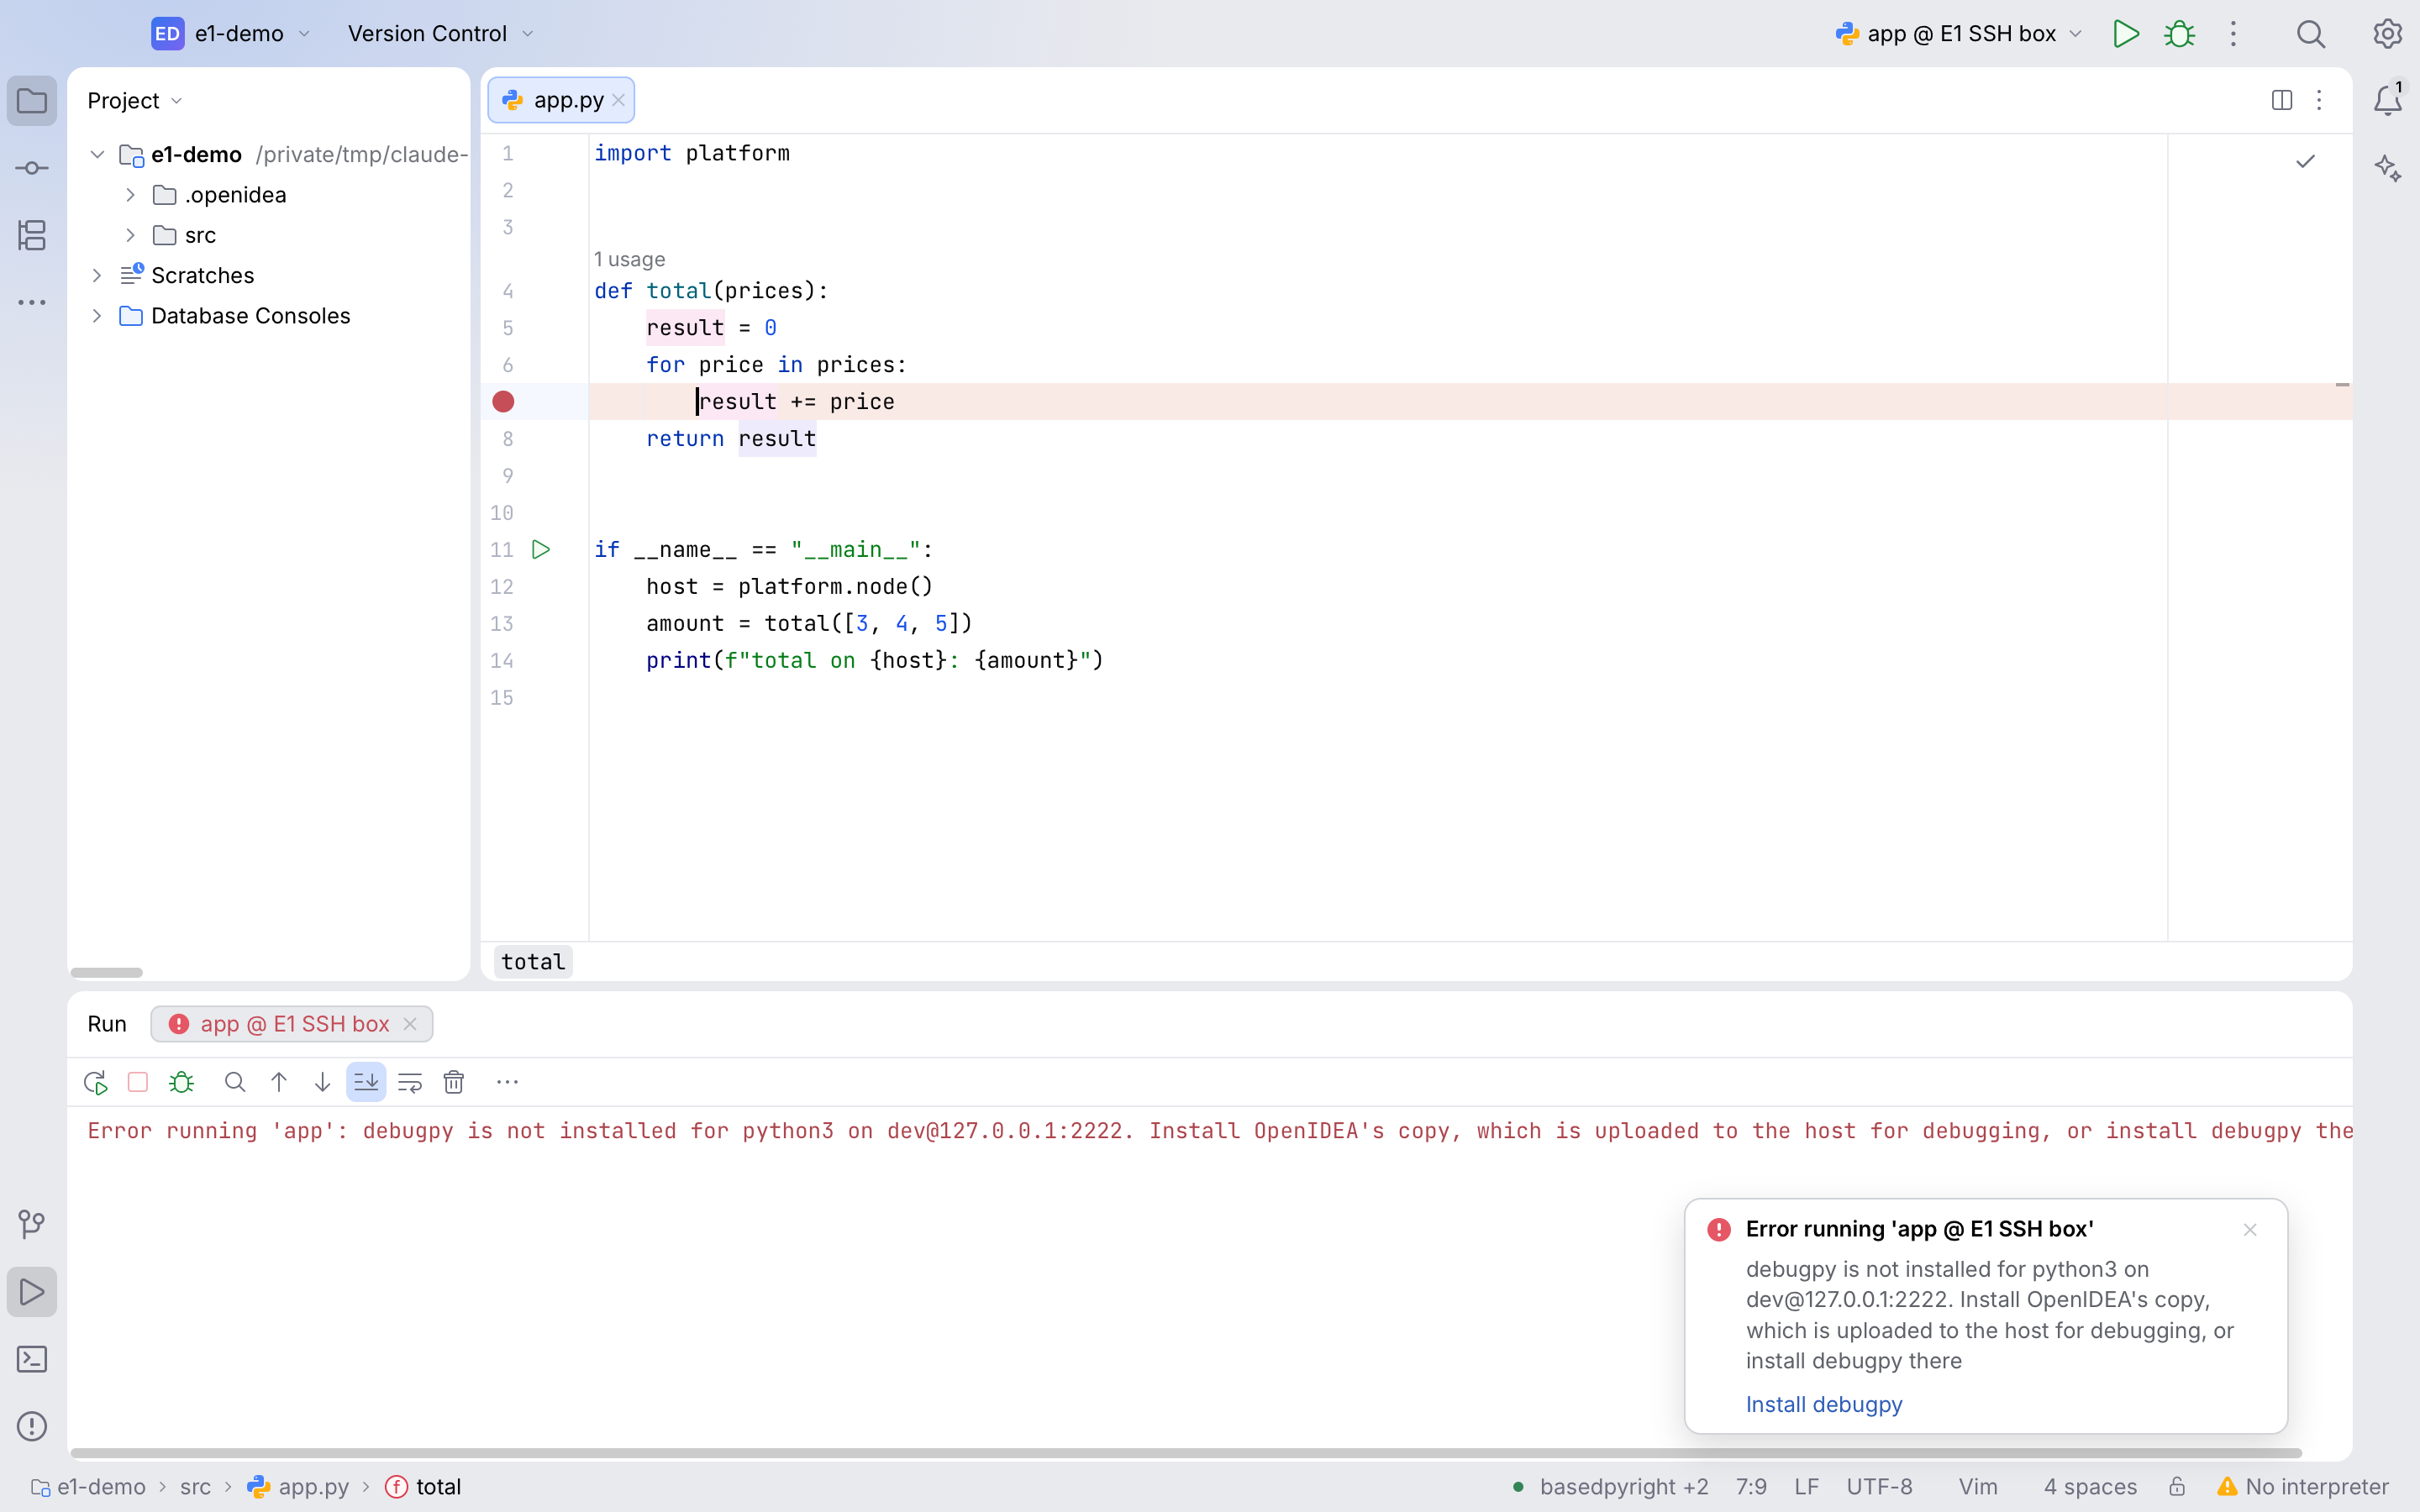 ED e1-demo Version Control app @ E1 SSH box
Project
app.py
1
e1-demo /private/tmp/claude-
.openidea
src
Scratches
Database Consoles
1 import platform
2
3
1 usage
4 def total(prices):
5 result = 0
6 for price in prices:
result += price
8 return result
9
10
11 if __name__ == "__main__":
12 host = platform.node()
13 amount = total([3, 4, 5])
14 print(f"total on {host}: {amount}")
15
total
Run app @ E1 SSH box
Error running 'app': debugpy is not installed for python3 on dev@127.0.0.1:2222. Install OpenIDEA's copy, which is uploaded to the host for debugging, or install debugpy the
Error running 'app @ E1 SSH box'
debugpy is not installed for python3 on
dev@127.0.0.1:2222. Install OpenIDEA's copy,
which is uploaded to the host for debugging, or
install debugpy there
Install debugpy
e1-demo src app.py f total basedpyright +2 7:9 LF UTF-8 Vim 4 spaces No interpreter